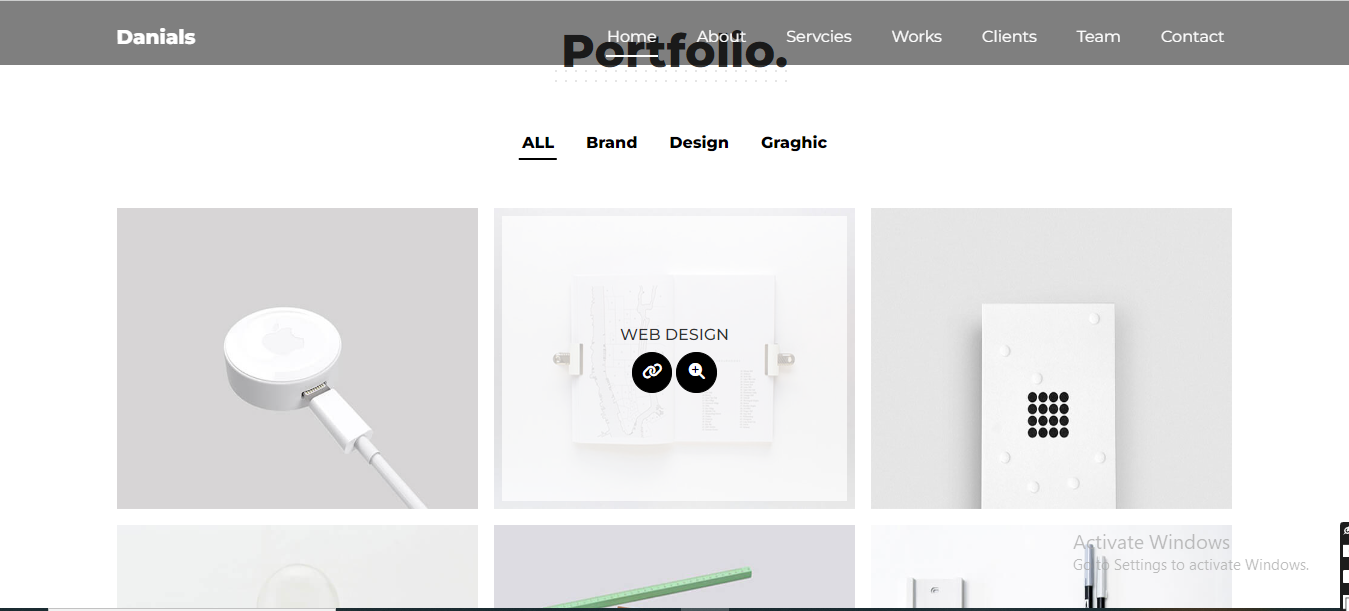 Danials
Home About Servcies Works Clients Team Contact
Portfolio.
ALL Brand Design Graghic
WEB DESIGN
Activate Windows
Go to Settings to activate Windows.